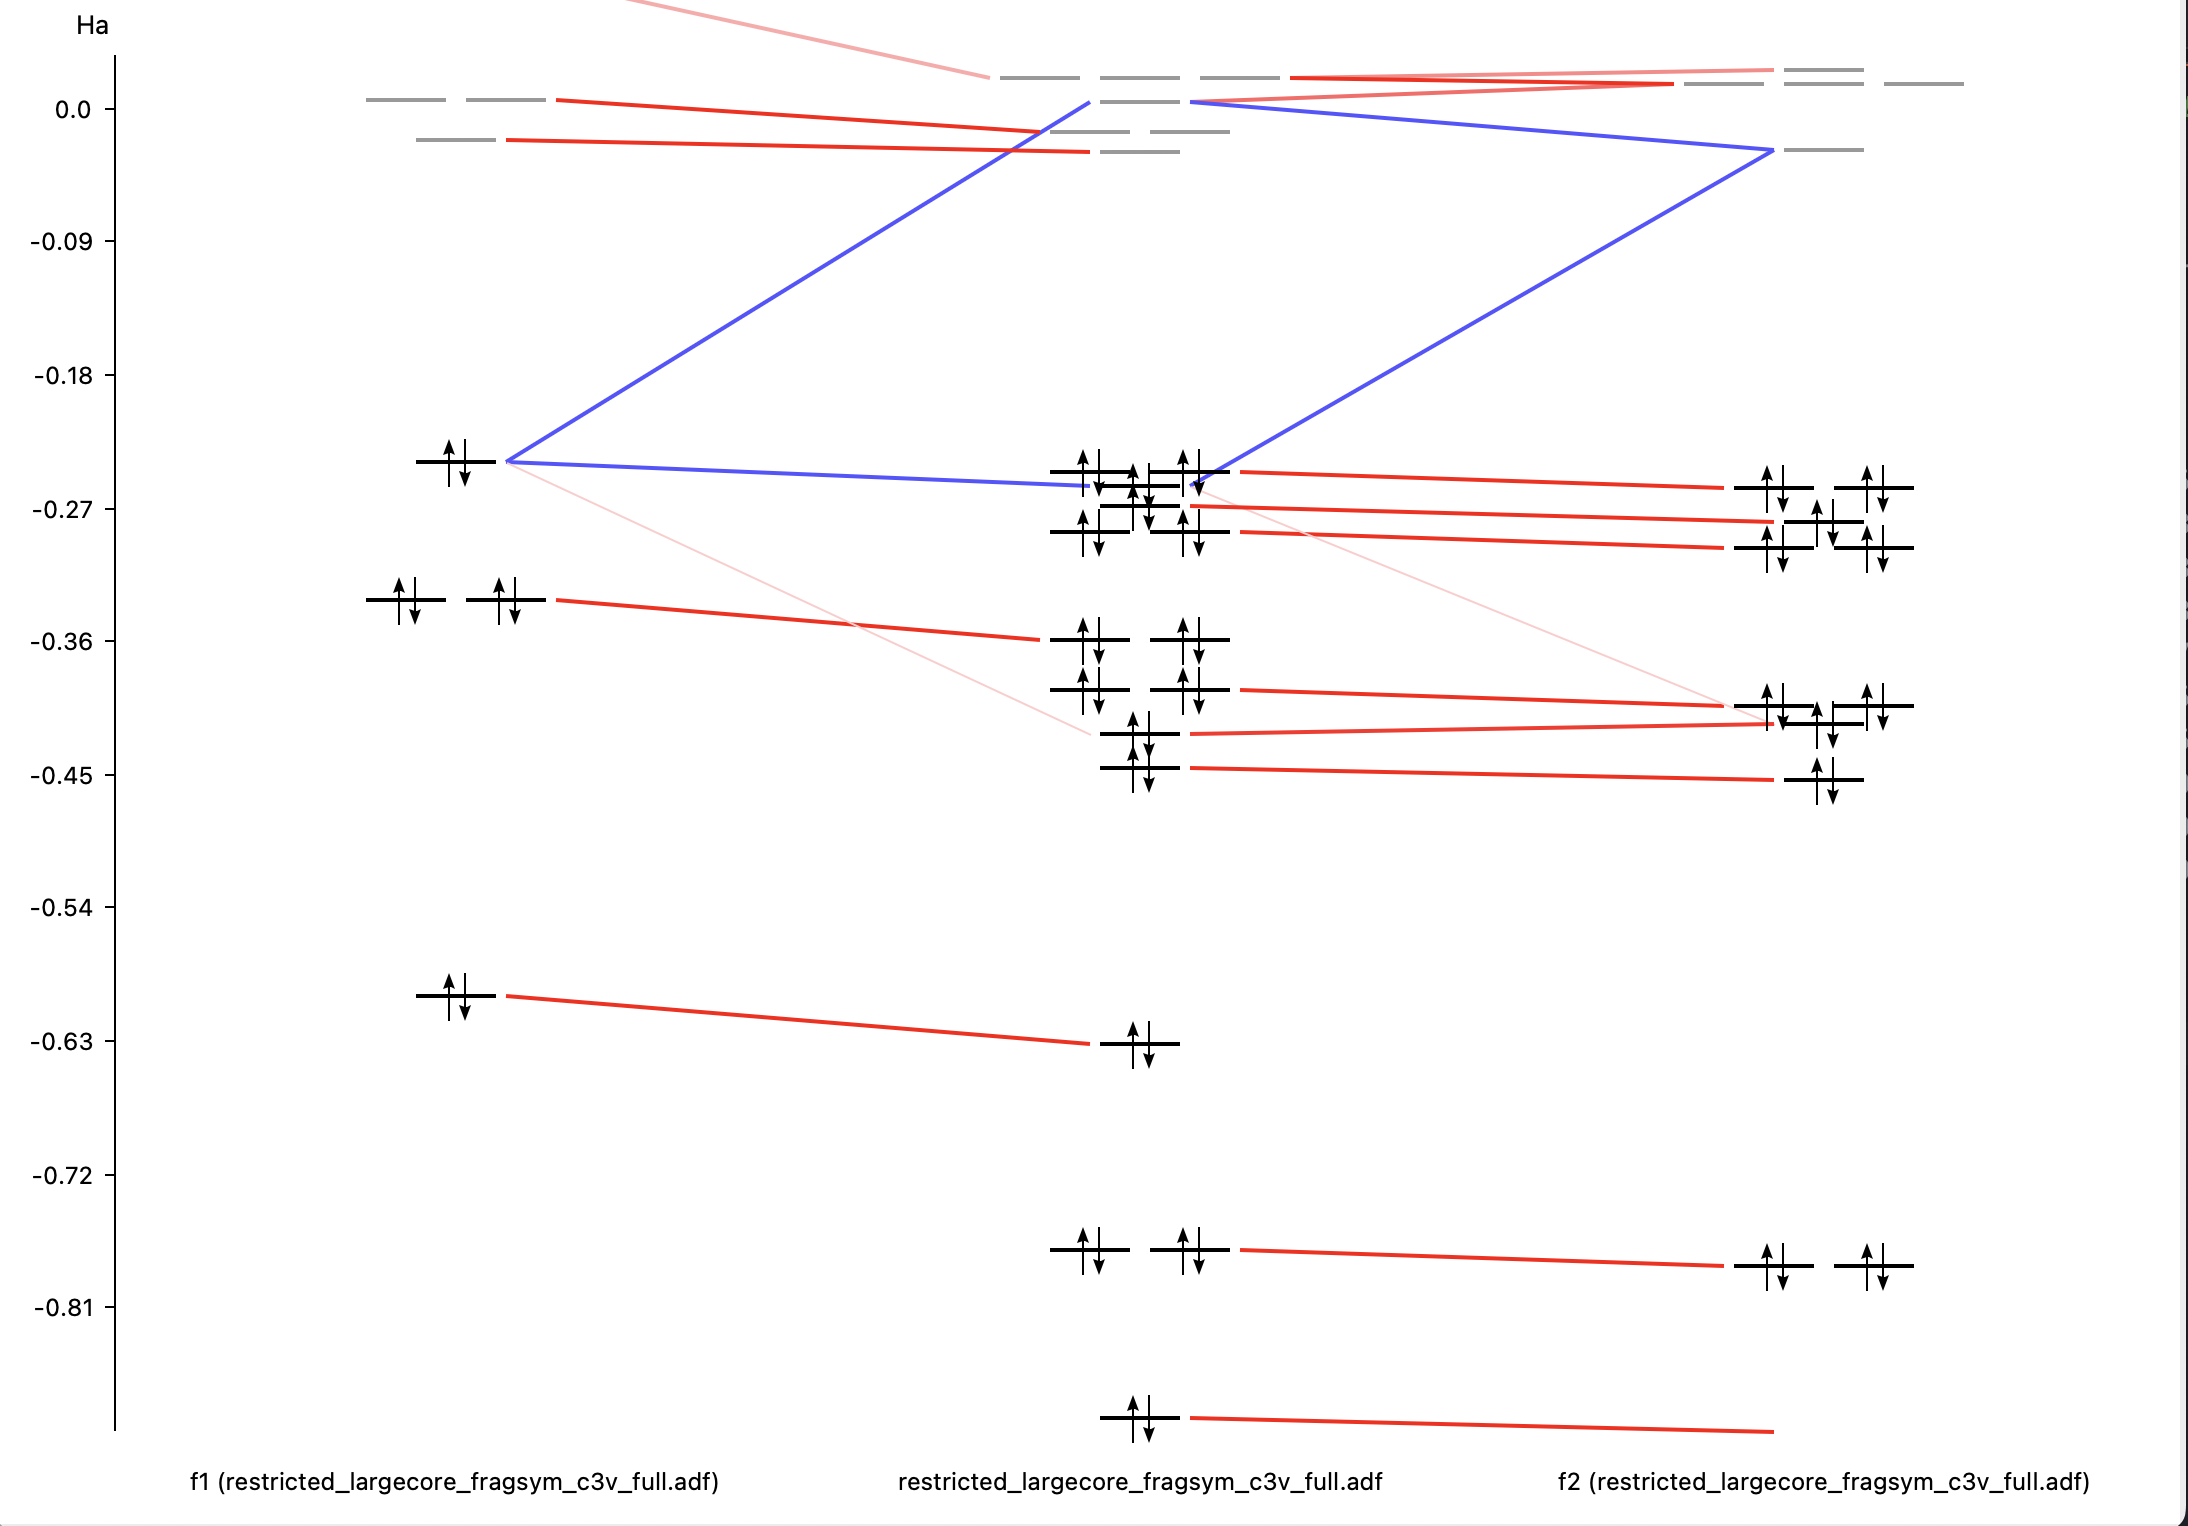 Ha
0.0
-0.09
-0.18
-0.27
-0.36
-0.45
-0.54
-0.63
-0.72
-0.81
f1 (restricted_largecore_fragsym_c3v_full.adf)
restricted_largecore_fragsym_c3v_full.adf
f2 (restricted_largecore_fragsym_c3v_full.adf)